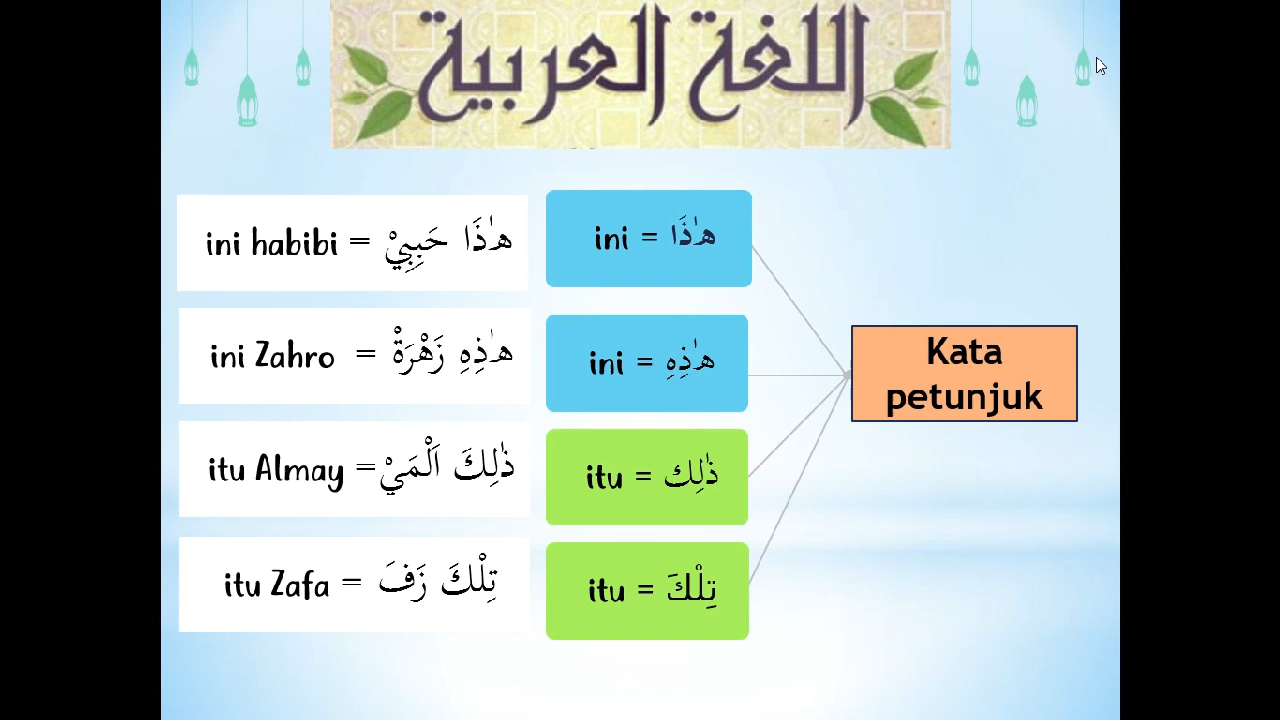 اللغة العربية
ini habibi = هٰذَا حَبِبِيْ
ini = هٰذَا
ini Zahro = هٰذِهِ زَهْرَةْ
ini = هٰذِهِ
Kata
petunjuk
itu Almay = ذٰلِكَ اَلْمَيْ
itu = ذٰلِك
itu Zafa = تِلْكَ زَفَ
itu = تِلْكَ